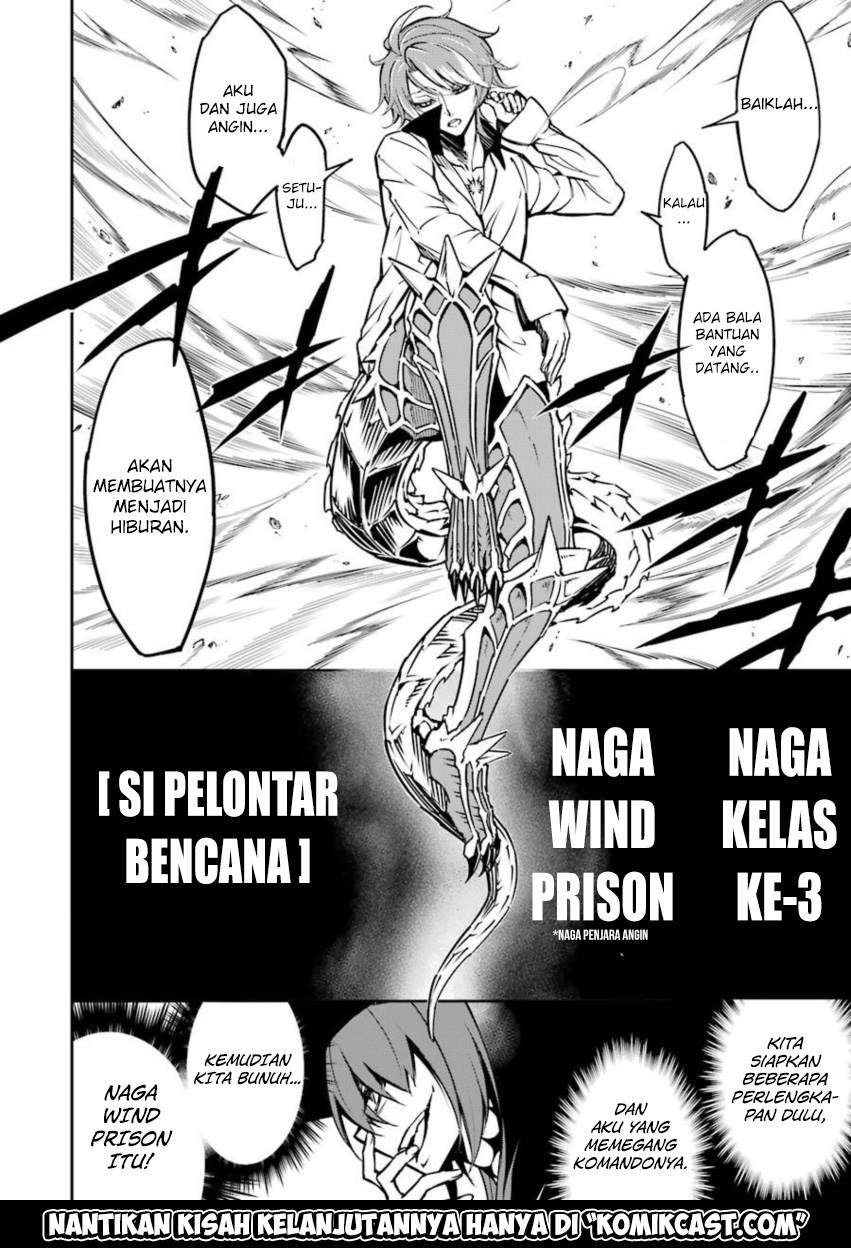 BAIKLAH...
KALAU
...
ADA BALA
BANTUAN
YANG
DATANG..
AKU
DAN JUGA
ANGIN...
SETU-
JU...
AKAN
MEMBUATNYA
MENJADI
HIBURAN.
NAGA
KELAS
KE-3
NAGA
WIND
PRISON
*NAGA PENJARA ANGIN
[ SI PELONTAR
BENCANA ]
KITA
SIAPKAN
BEBERAPA
PERLENGKA-
PAN DULU,
DAN
AKU YANG
MEMEGANG
KOMANDONYA.
KEMUDIAN
KITA BUNUH...
NAGA
WIND
PRISON
ITU!
NANTIKAN KISAH KELANJUTANNYA HANYA DI "KOMIKCAST.COM"